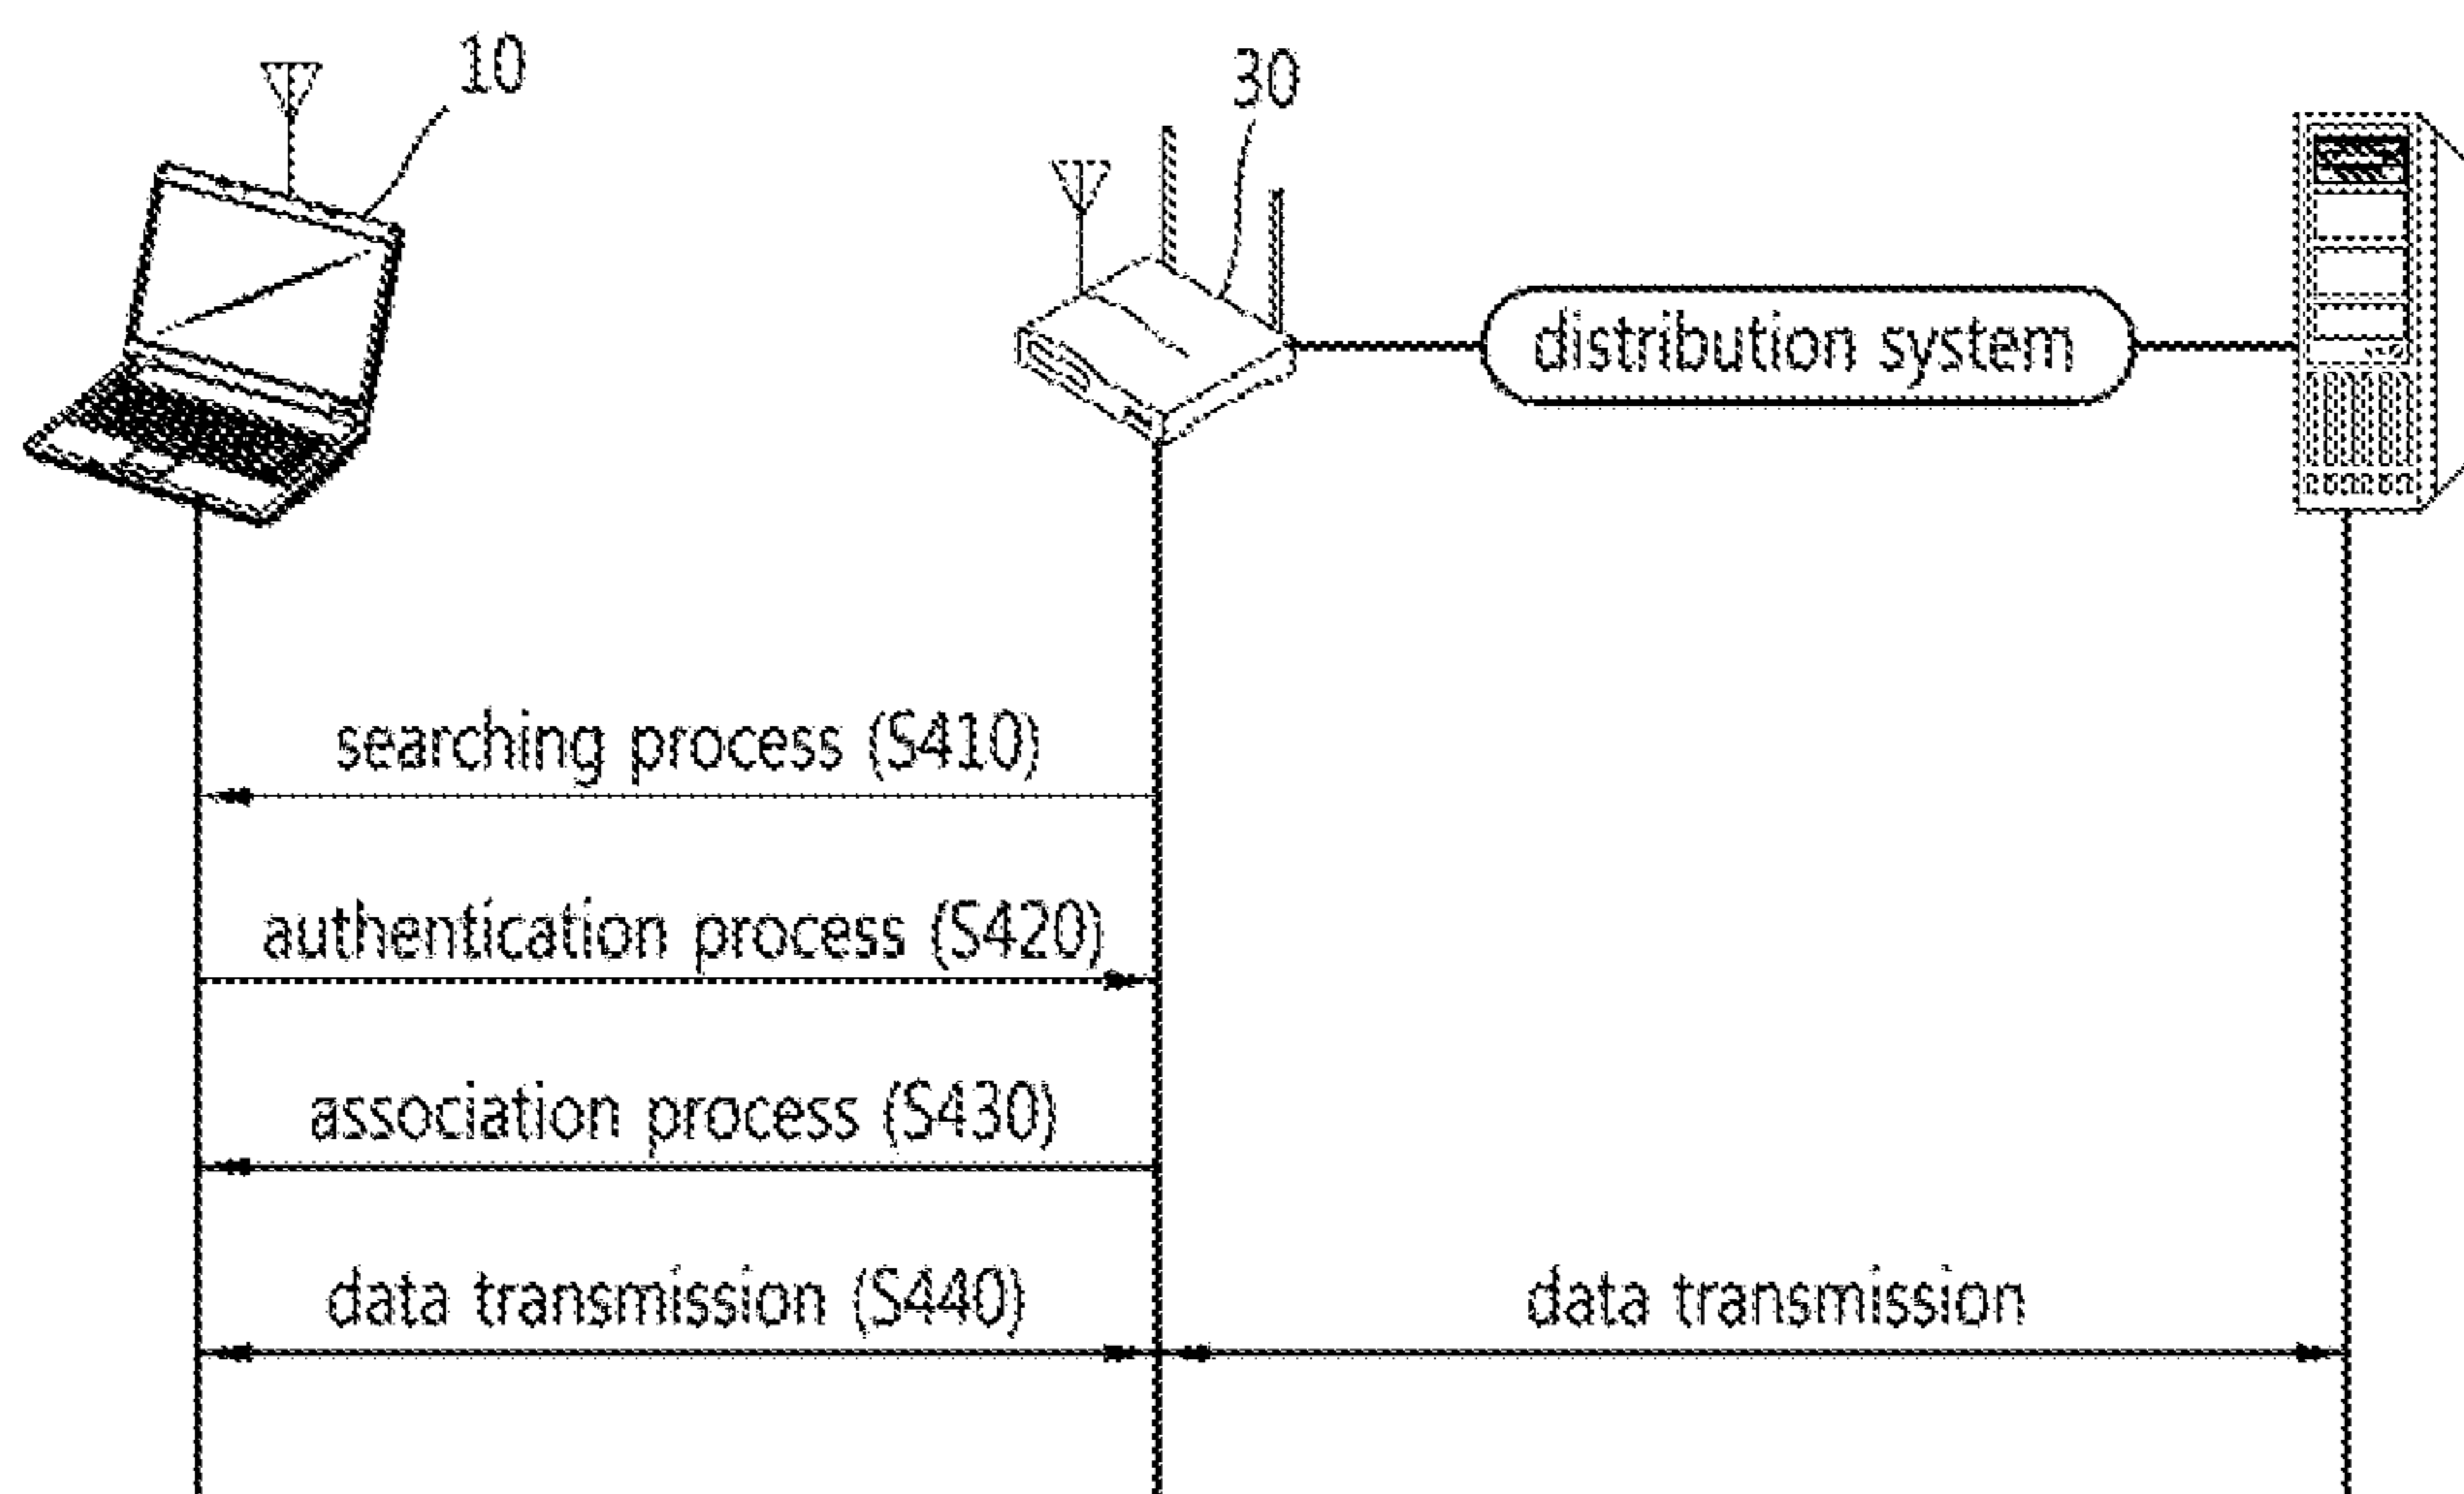 10
30
distribution system
searching process (S410)
authentication process (S420)
association process (S430)
data transmission (S440)
data transmission